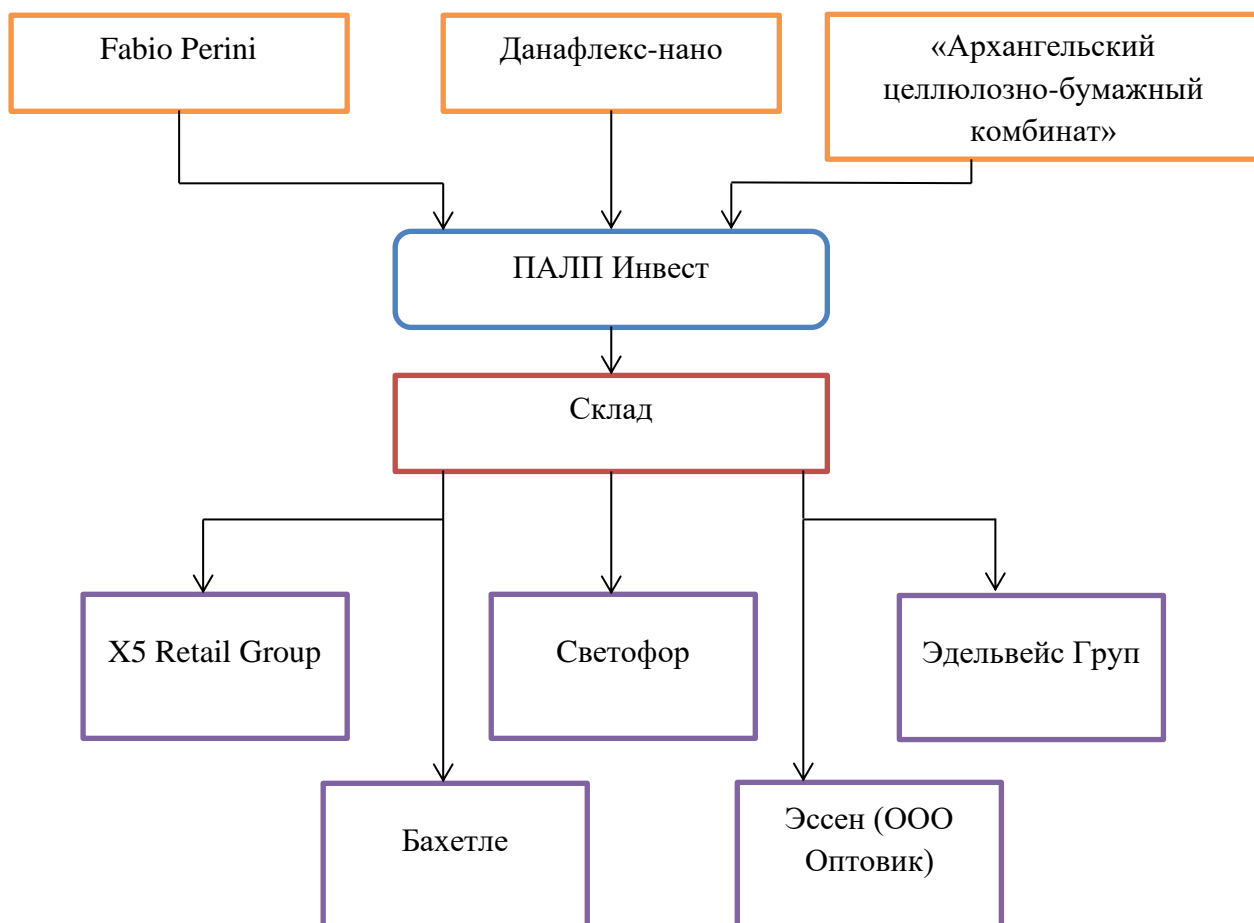 Fabio Perini
Данафлекс-нано
«Архангельский
целлюлозно-бумажный
комбинат»
ПАЛП Инвест
Склад
X5 Retail Group
Светофор
Эдельвейс Груп
Бахетле
Эссен (ООО
Оптовик)